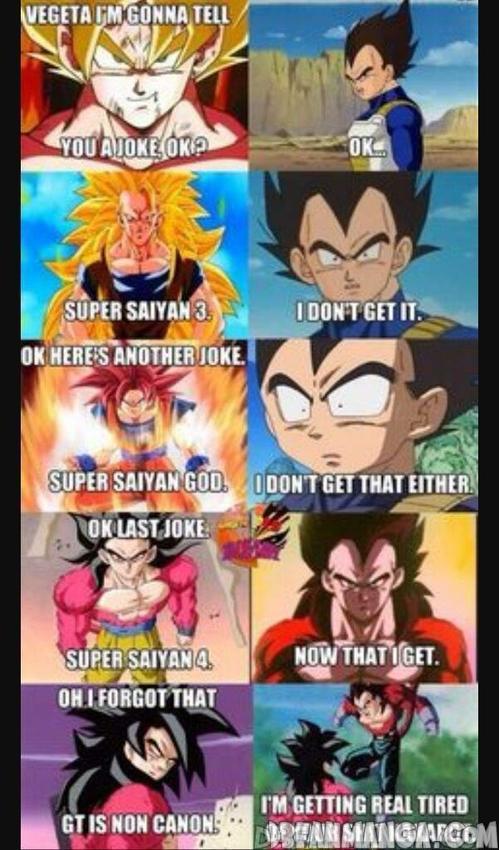 VEGETA I'M GONNA TELL
YOU A JOKE, OK?
OK...
SUPER SAIYAN 3.
I DON'T GET IT.
OK HERE'S ANOTHER JOKE.
SUPER SAIYAN GOD.
I DON'T GET THAT EITHER.
OK LAST JOKE.
SUPER SAIYAN 4.
NOW THAT I GET.
OH I FORGOT THAT
GT IS NON CANON.
I'M GETTING REAL TIRED